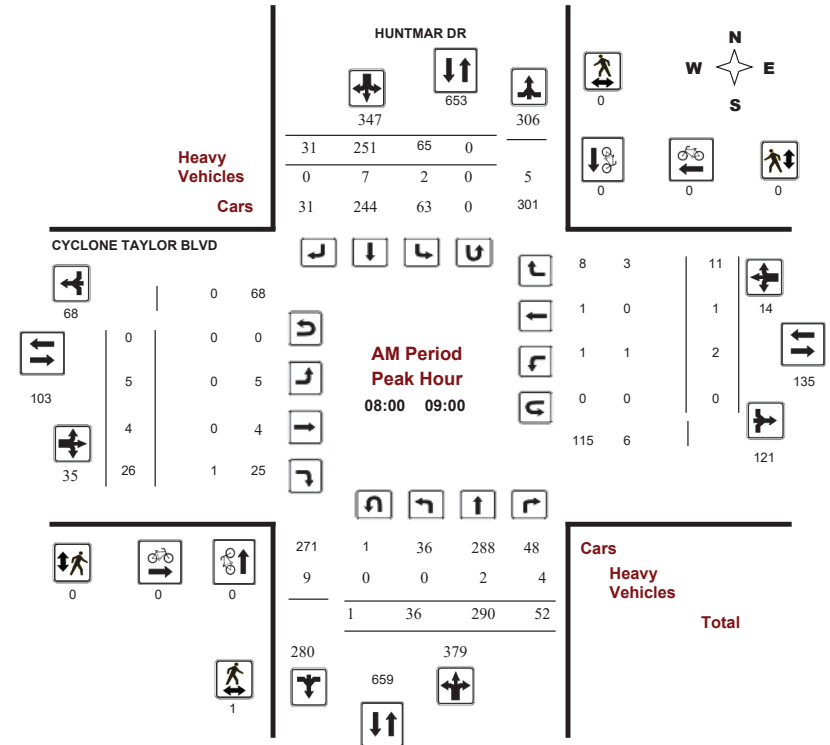 HUNTMAR DR
N
W E
S
0
653
347 306
31 251 65 0
Heavy
Vehicles 0 7 2 0 5
Cars 31 244 63 0 301
0 0 0
CYCLONE TAYLOR BLVD
68
0 68
8 3 11
14
0 0 0
1 0 1
AM Period
Peak Hour
08:00 09:00
103
5 0 5
1 1 2
135
4 0 4
0 0 0
35
26 1 25
115 6
121
271 1 36 288 48 Cars
9 0 0 2 4 Heavy
Vehicles
0 0 0
1 36 290 52 Total
280 379
659
1